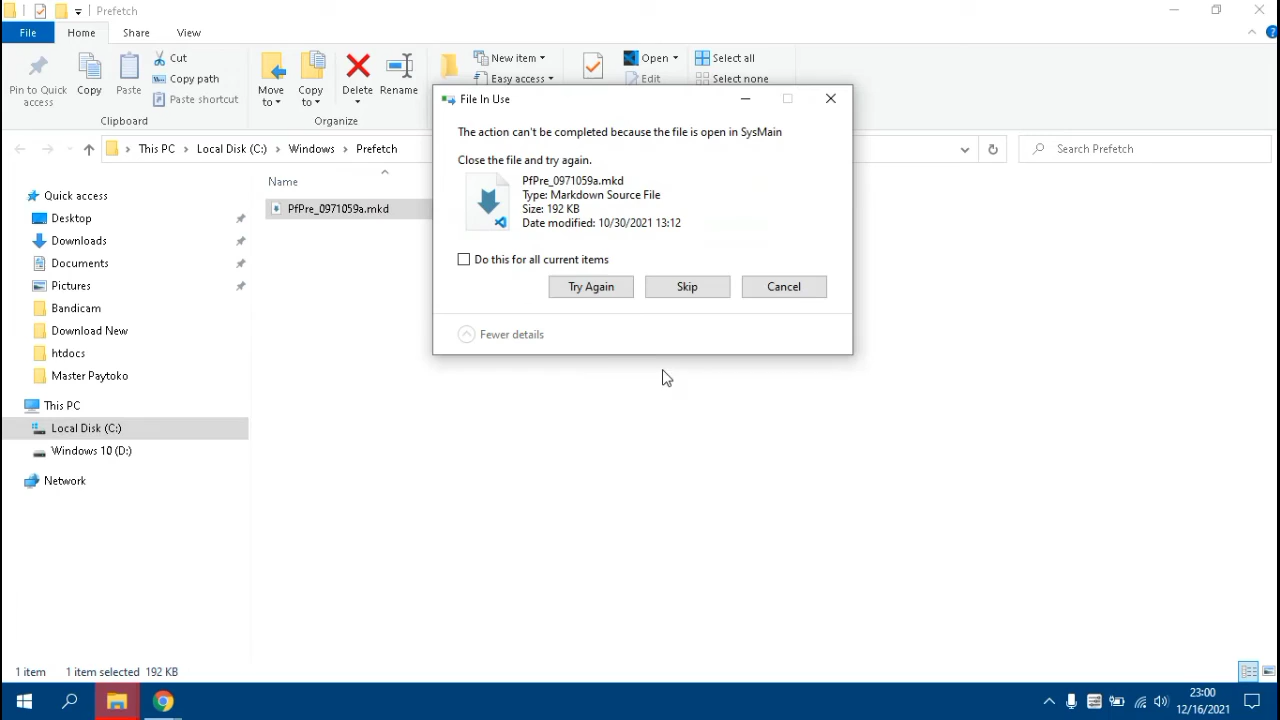 Prefetch
File
Home
Share
View
Pin to Quick access
Copy
Paste
Cut
Copy path
Paste shortcut
Clipboard
Move to
Copy to
Delete
Rename
Organize
New item
Easy access
Open
Edit
Select all
Select none
This PC > Local Disk (C:) > Windows > Prefetch
Search Prefetch
Name
PfPre_0971059a.mkd
Quick access
Desktop
Downloads
Documents
Pictures
Bandicam
Download New
htdocs
Master Paytoko
This PC
Local Disk (C:)
Windows 10 (D:)
Network
File In Use
The action can't be completed because the file is open in SysMain
Close the file and try again.
PfPre_0971059a.mkd
Type: Markdown Source File
Size: 192 KB
Date modified: 10/30/2021 13:12
Do this for all current items
Try Again
Skip
Cancel
Fewer details
1 item
1 item selected 192 KB
23:00
12/16/2021